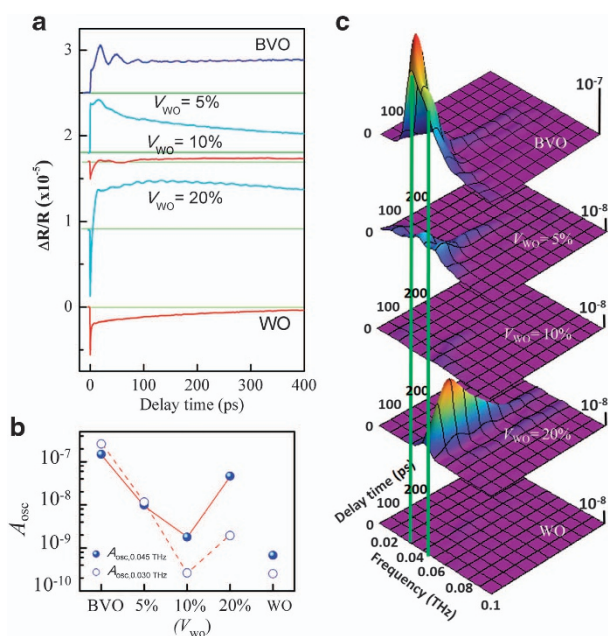 a
BVO
V_WO = 5%
V_WO = 10%
V_WO = 20%
WO
3
2
1
0
ΔR/R (x10⁻⁵)
0 100 200 300 400
Delay time (ps)
b
10⁻⁷
10⁻⁸
10⁻⁹
10⁻¹⁰
A_osc
A_osc,0.045 THz
A_osc,0.030 THz
BVO 5% 10% 20% WO
(V_WO)
c
10⁻⁷
100
0
BVO
200
10⁻⁸
100
0
V_WO = 5%
200
10⁻⁸
100
0
V_WO = 10%
200
10⁻⁸
100
0
V_WO = 20%
200
10⁻⁸
100
0
WO
Delay time (ps)
0.02
0.04
0.06
0.08
0.1
Frequency (THz)